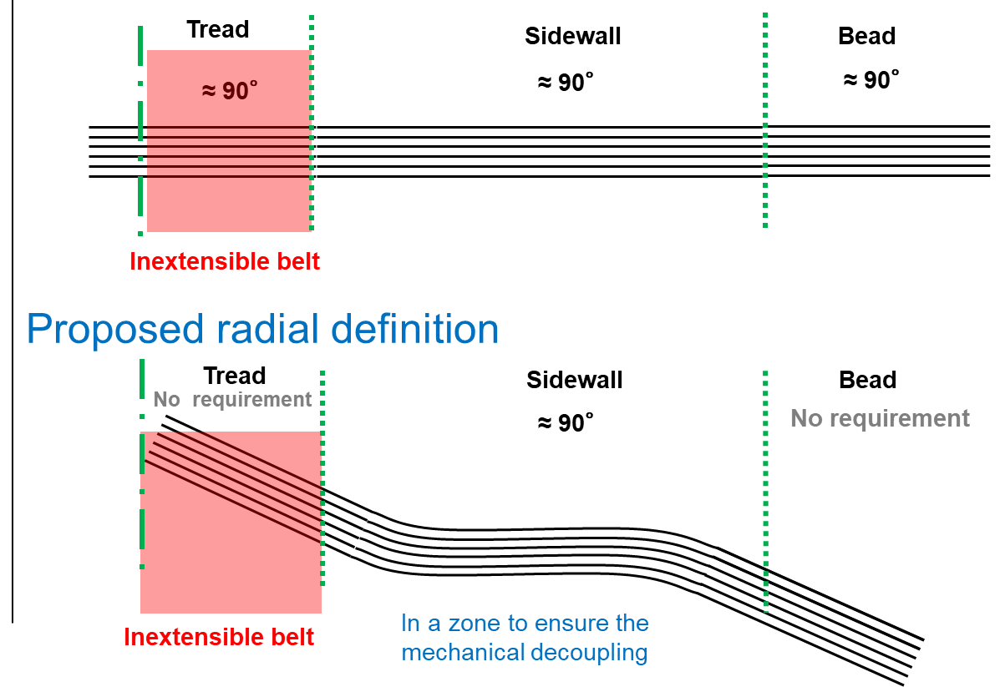 Tread
Sidewall
Bead
≈ 90˚
≈ 90˚
≈ 90˚
Inextensible belt
Proposed radial definition
Tread
No requirement
Sidewall
≈ 90˚
Bead
No requirement
Inextensible belt
In a zone to ensure the
mechanical decoupling